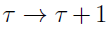 τ → τ + 1